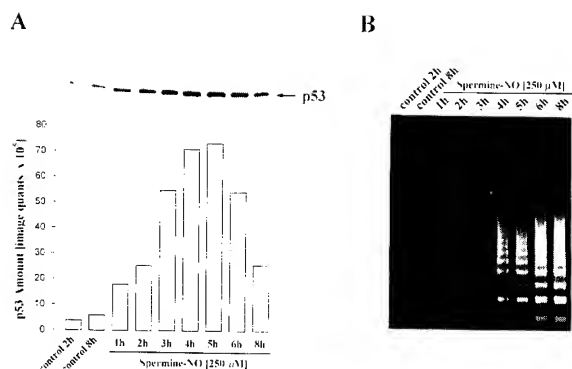 A
p53
p53 Amount [image quants x 10⁵]
80
70
60
50
40
30
20
10
0
control 2h
control 8h
1h 2h 3h 4h 5h 6h 8h
Spermine-NO [250 µM]
B
control 2h
control 8h
Spermine-NO [250 µM]
1h 2h 3h 4h 5h 6h 8h